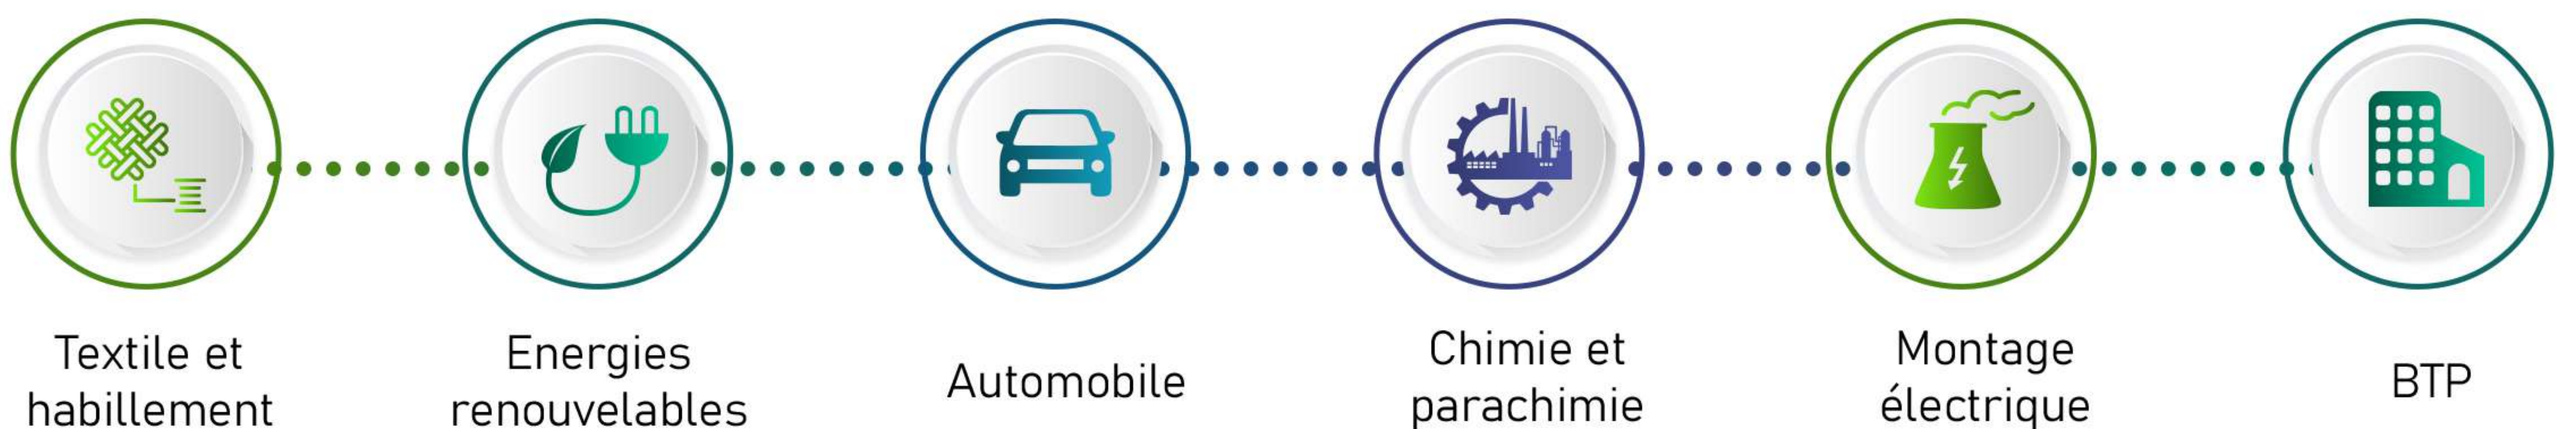 Textile et
habillement
Energies
renouvelables
Automobile
Chimie et
parachimie
Montage
électrique
BTP